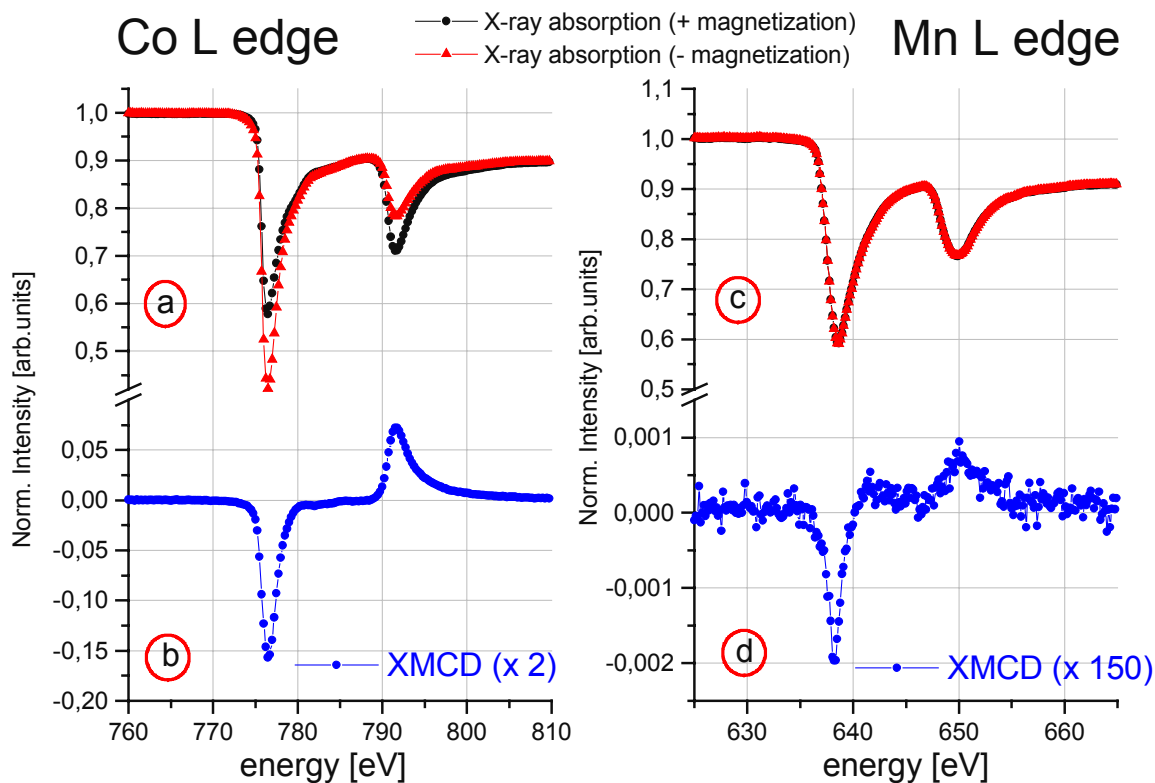 Co L edge
X-ray absorption (+ magnetization)
X-ray absorption (- magnetization)
Mn L edge
Norm. Intensity [arb.units]
1,0
0,9
0,8
0,7
0,6
0,5
0,05
0,00
-0,05
-0,10
-0,15
-0,20
a
b
XMCD (x 2)
760 770 780 790 800 810
energy [eV]
Norm. Intensity [arb.units]
1,1
1,0
0,9
0,8
0,7
0,6
0,5
0,001
0,000
-0,001
-0,002
c
d
XMCD (x 150)
630 640 650 660
energy [eV]